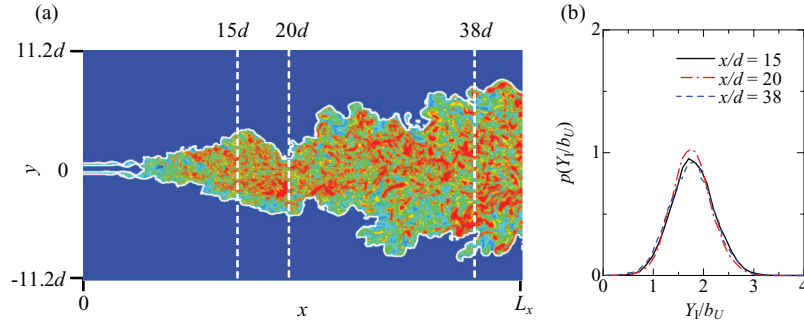 (a)
15d 20d 38d
11.2d
y
0
-11.2d
0 x Lₓ
(b)
2
p(Y_I/b_U)
1
0
0 1 2 3 4
Y_I/b_U
x/d = 15
x/d = 20
x/d = 38